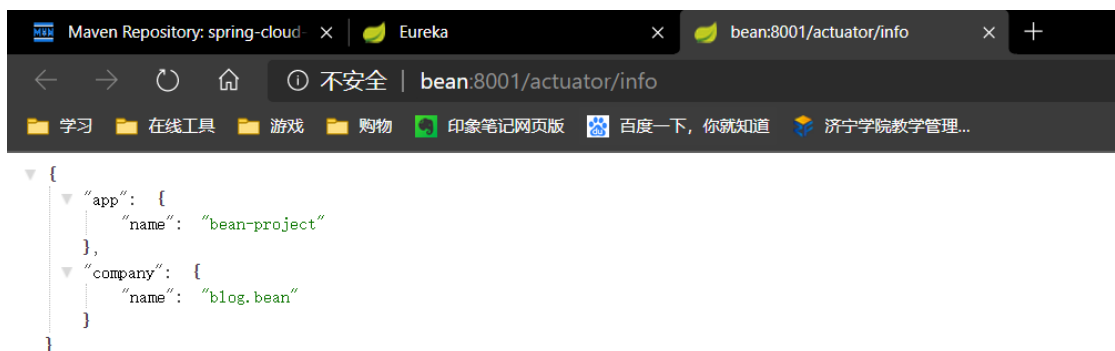 Maven Repository: spring-cloud- Eureka bean:8001/actuator/info
不安全 bean:8001/actuator/info
学习 在线工具 游戏 购物 印象笔记网页版 百度一下，你就知道 济宁学院教学管理...
{
"app": {
"name": "bean-project"
},
"company": {
"name": "blog.bean"
}
}